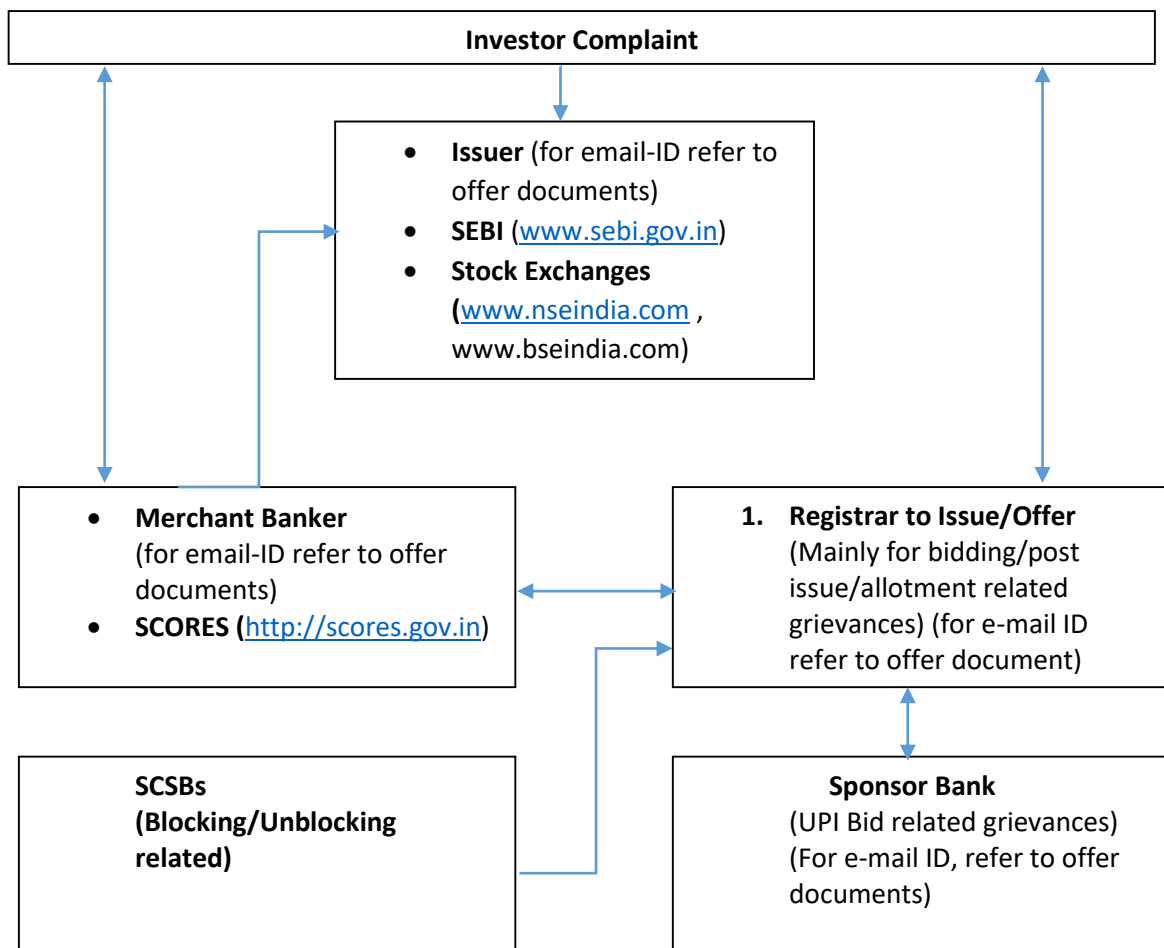 Investor Complaint
• Issuer (for email-ID refer to
offer documents)
• SEBI (www.sebi.gov.in)
• Stock Exchanges
(www.nseindia.com ,
www.bseindia.com)
• Merchant Banker
(for email-ID refer to offer
documents)
• SCORES (http://scores.gov.in)
1. Registrar to Issue/Offer
(Mainly for bidding/post
issue/allotment related
grievances) (for e-mail ID
refer to offer document)
SCSBs
(Blocking/Unblocking
related)
Sponsor Bank
(UPI Bid related grievances)
(For e-mail ID, refer to offer
documents)